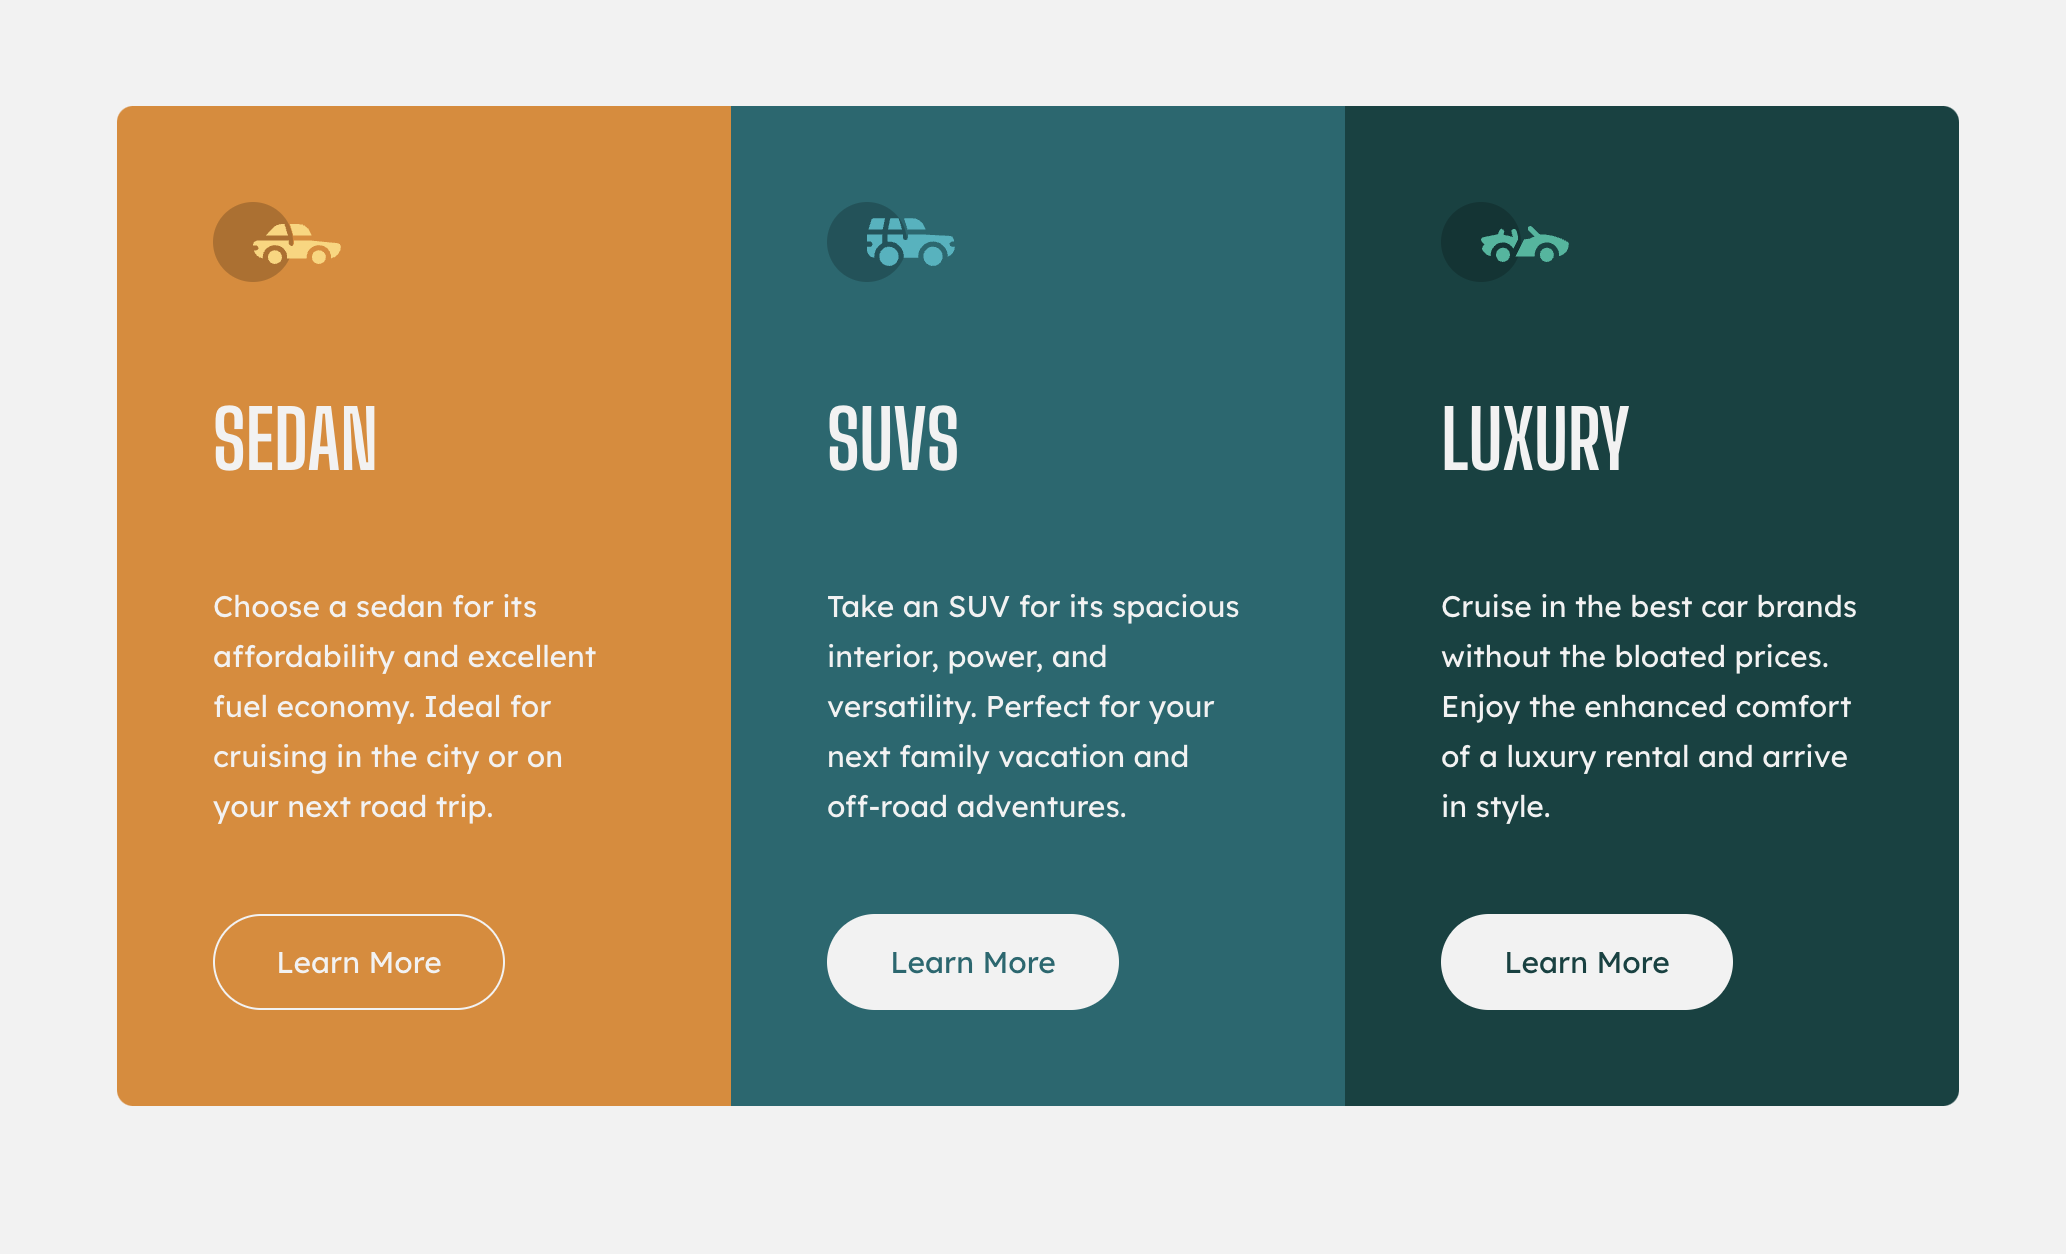 SEDAN
Choose a sedan for its
affordability and excellent
fuel economy. Ideal for
cruising in the city or on
your next road trip.
Learn More
SUVS
Take an SUV for its spacious
interior, power, and
versatility. Perfect for your
next family vacation and
off-road adventures.
Learn More
LUXURY
Cruise in the best car brands
without the bloated prices.
Enjoy the enhanced comfort
of a luxury rental and arrive
in style.
Learn More